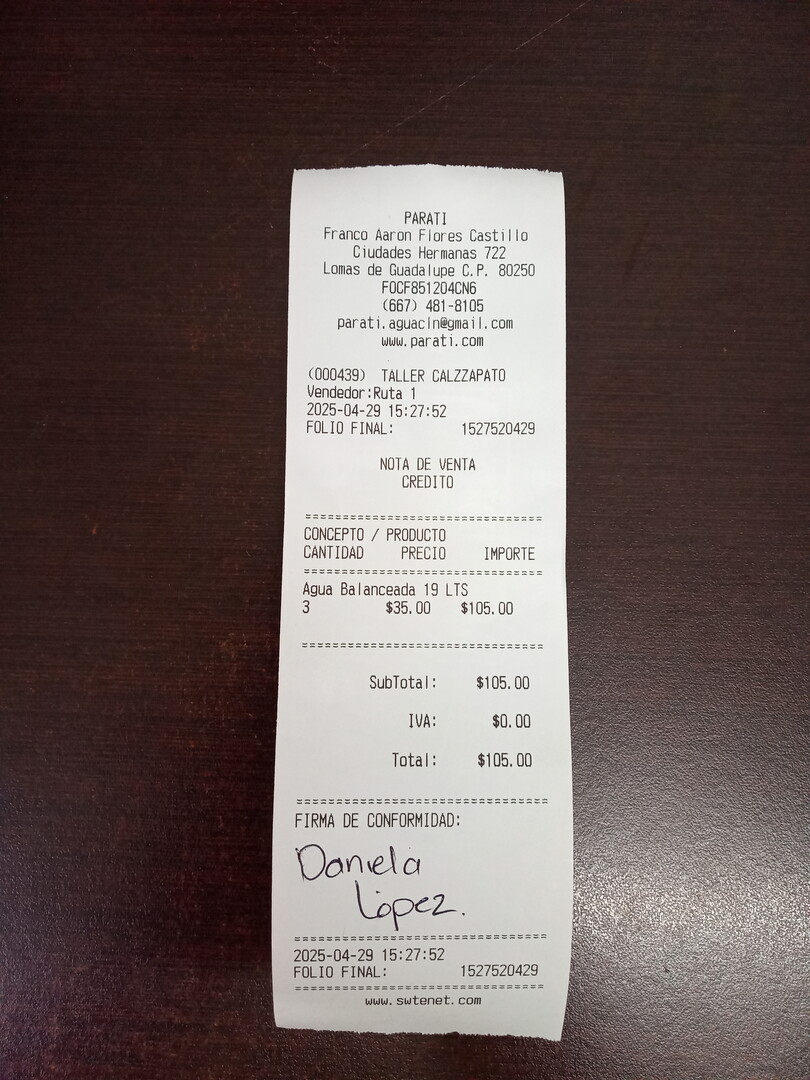 PARATI
Franco Aaron Flores Castillo
Ciudades Hermanas 722
Lomas de Guadalupe C.P. 80250
FOCF851204CN6
(667) 481-8105
parati.aguacln@gmail.com
www.parati.com
(000439) TALLER CALZZAPATO
Vendedor:Ruta 1
2025-04-29 15:27:52
FOLIO FINAL: 1527520429
NOTA DE VENTA
CREDITO
===============================
CONCEPTO / PRODUCTO
CANTIDAD PRECIO IMPORTE
===============================
Agua Balanceada 19 LTS
3 $35.00 $105.00
-------------------------------
SubTotal: $105.00
IVA: $0.00
Total: $105.00
===============================
FIRMA DE CONFORMIDAD:
Daniela
López.
===============================
2025-04-29 15:27:52
FOLIO FINAL: 1527520429
===============================
www.swtenet.com